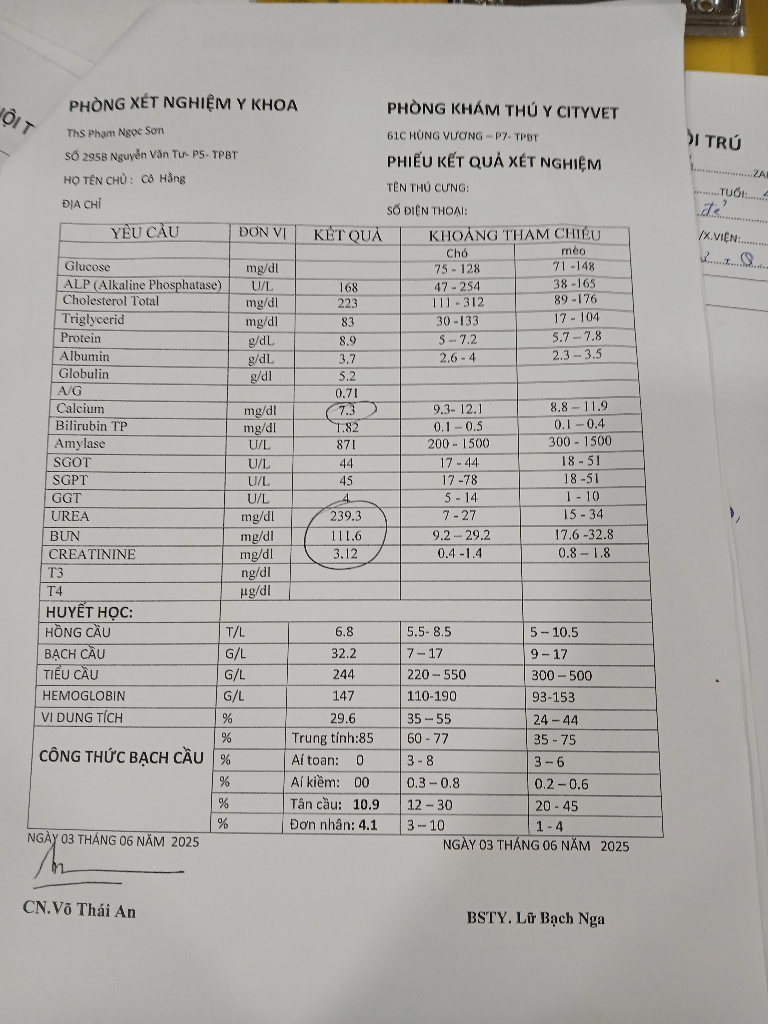 PHÒNG XÉT NGHIỆM Y KHOA
ThS Phạm Ngọc Sơn
SỐ 295B Nguyễn Văn Tư- P5- TPBT
HỌ TÊN CHỦ : Cô Hằng
ĐỊA CHỈ
PHÒNG KHÁM THÚ Y CITYVET
61C HÙNG VƯƠNG – P7- TPBT
PHIẾU KẾT QUẢ XÉT NGHIỆM
TÊN THÚ CƯNG:
SỐ ĐIỆN THOẠI:
YÊU CẦU ĐƠN VỊ KẾT QUẢ KHOẢNG THAM CHIẾU
Chó mèo
Glucose mg/dl 75 - 128 71 -148
ALP (Alkaline Phosphatase) U/L 168 47 - 254 38 -165
Cholesterol Total mg/dl 223 111 - 312 89 -176
Triglycerid mg/dl 83 30 -133 17 - 104
Protein g/dL 8.9 5 – 7.2 5.7 – 7.8
Albumin g/dL 3.7 2.6 - 4 2.3 – 3.5
Globulin g/dl 5.2
A/G 0.71
Calcium mg/dl 7.3 9.3- 12.1 8.8 – 11.9
Bilirubin TP mg/dl 1.82 0.1 – 0.5 0.1 – 0.4
Amylase U/L 871 200 - 1500 300 - 1500
SGOT U/L 44 17 - 44 18 - 51
SGPT U/L 45 17 -78 18 -51
GGT U/L 4 5 - 14 1 - 10
UREA mg/dl 239.3 7 - 27 15 - 34
BUN mg/dl 111.6 9.2 – 29.2 17.6 -32.8
CREATININE mg/dl 3.12 0.4 -1.4 0.8 – 1.8
T3 ng/dl
T4 µg/dl
HUYẾT HỌC:
HỒNG CẦU T/L 6.8 5.5- 8.5 5 – 10.5
BẠCH CẦU G/L 32.2 7 – 17 9 – 17
TIỂU CẦU G/L 244 220 – 550 300 – 500
HEMOGLOBIN G/L 147 110-190 93-153
VI DUNG TÍCH % 29.6 35 – 55 24 – 44
CÔNG THỨC BẠCH CẦU % Trung tính:85 60 - 77 35 - 75
% Aí toan: 0 3 - 8 3 – 6
% Aí kiềm: 00 0.3 – 0.8 0.2 – 0.6
% Tân cầu: 10.9 12 – 30 20 - 45
% Đơn nhân: 4.1 3 – 10 1 - 4
NGÀY 03 THÁNG 06 NĂM 2025
NGÀY 03 THÁNG 06 NĂM 2025
CN.Võ Thái An
BSTY. Lữ Bạch Nga
TRÚ
TUỔI:
/X.VIỆN: